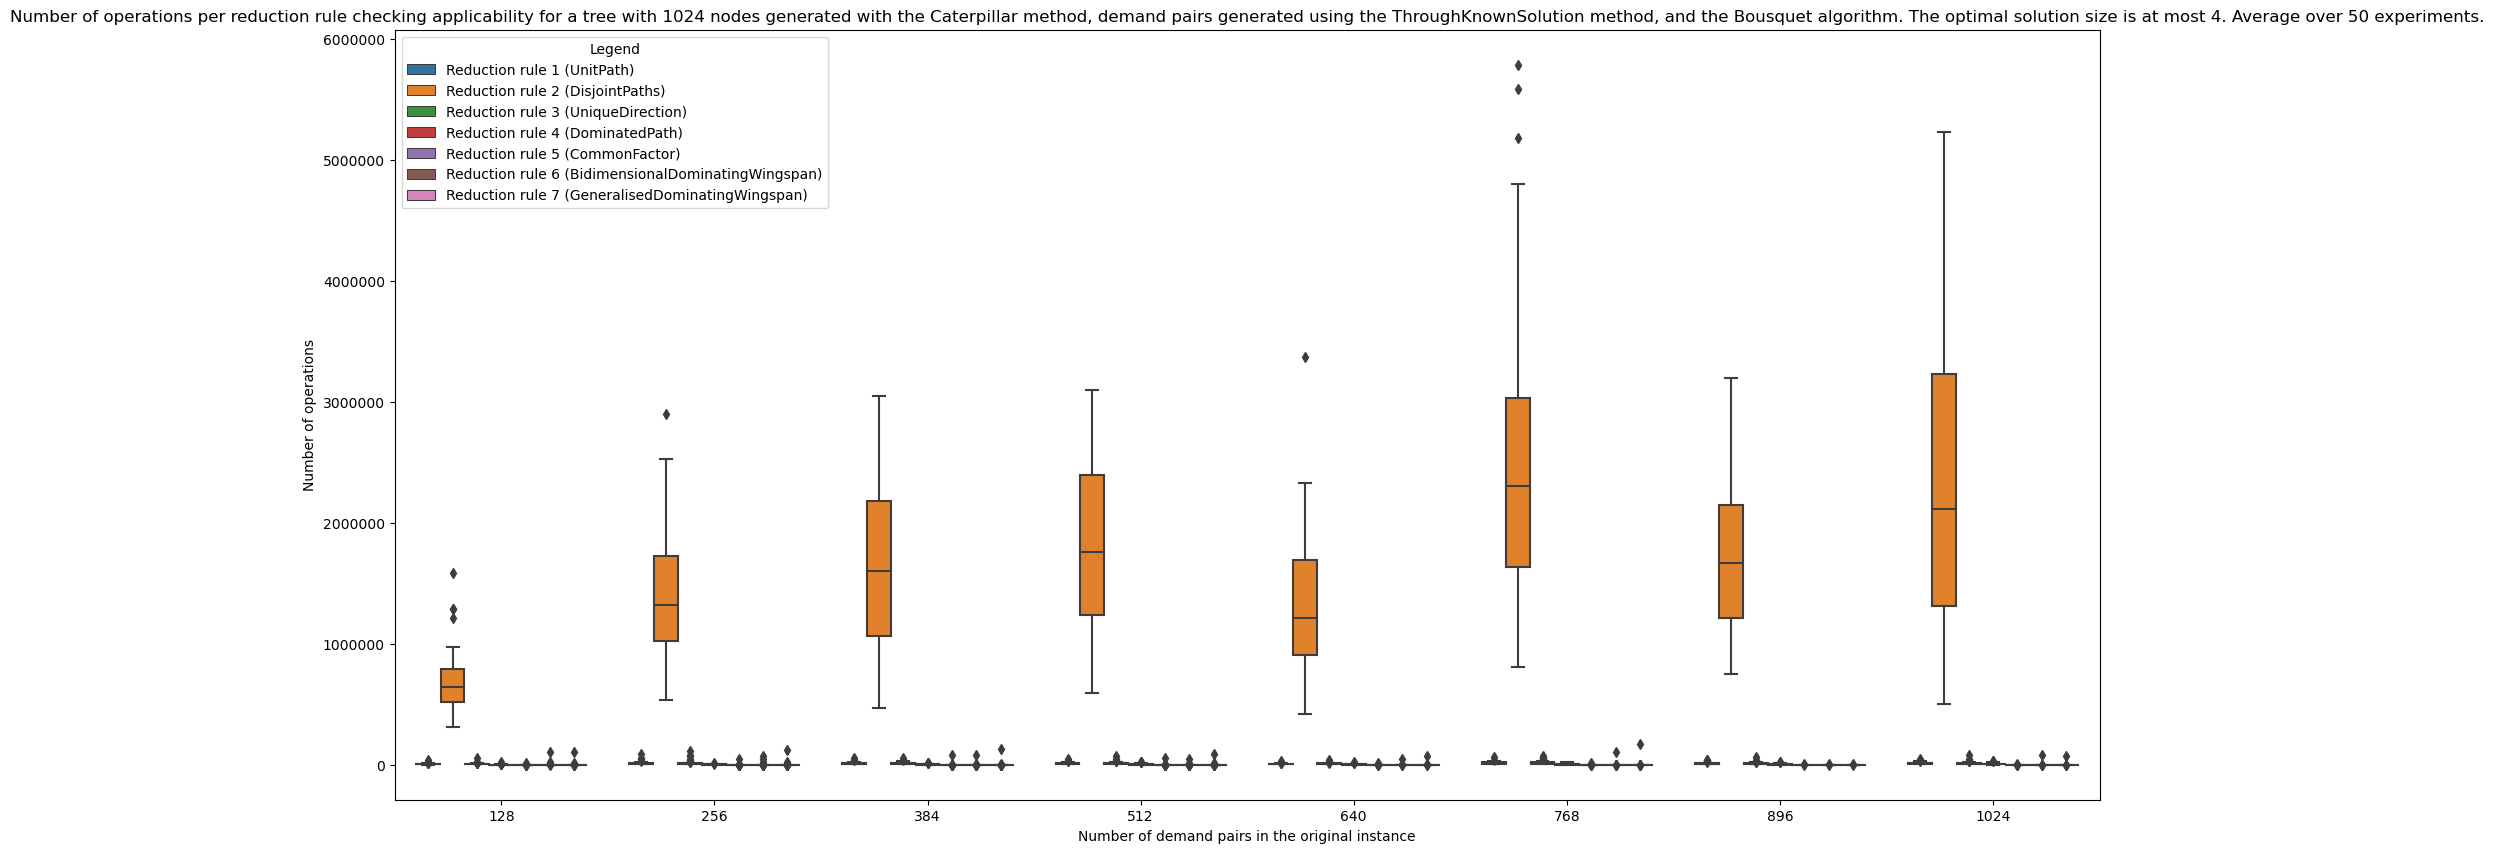 Number of operations per reduction rule checking applicability for a tree with 1024 nodes generated with the Caterpillar method, demand pairs generated using the ThroughKnownSolution method, and the Bousquet algorithm. The optimal solution size is at most 4. Average over 50 experiments.
Legend
Reduction rule 1 (UnitPath)
Reduction rule 2 (DisjointPaths)
Reduction rule 3 (UniqueDirection)
Reduction rule 4 (DominatedPath)
Reduction rule 5 (CommonFactor)
Reduction rule 6 (BidimensionalDominatingWingspan)
Reduction rule 7 (GeneralisedDominatingWingspan)
Number of operations
6000000
5000000
4000000
3000000
2000000
1000000
0
128 256 384 512 640 768 896 1024
Number of demand pairs in the original instance